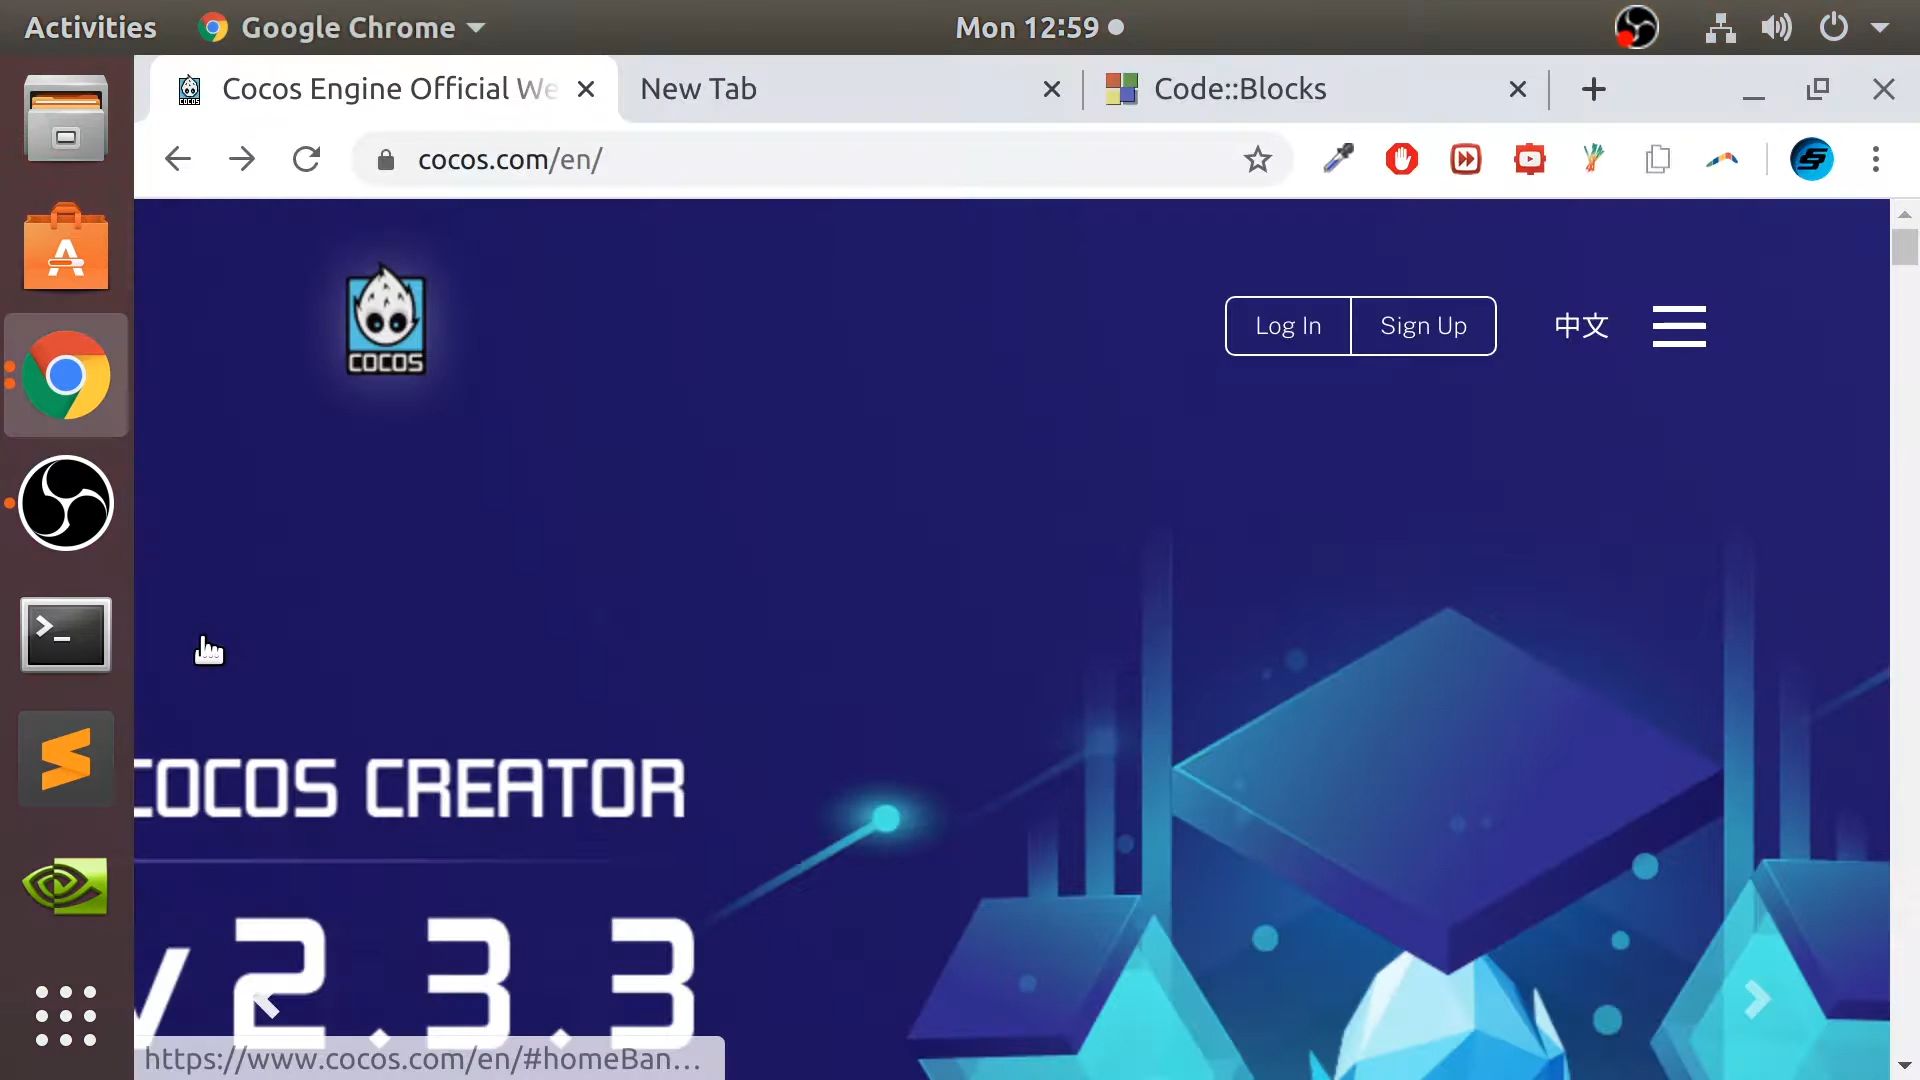 Activities
Google Chrome
Mon 12:59
Cocos Engine Official We
New Tab
Code::Blocks
cocos.com/en/
COCOS
Log In
Sign Up
中文
COCOS CREATOR
v2.3.3
https://www.cocos.com/en/#homeBan...